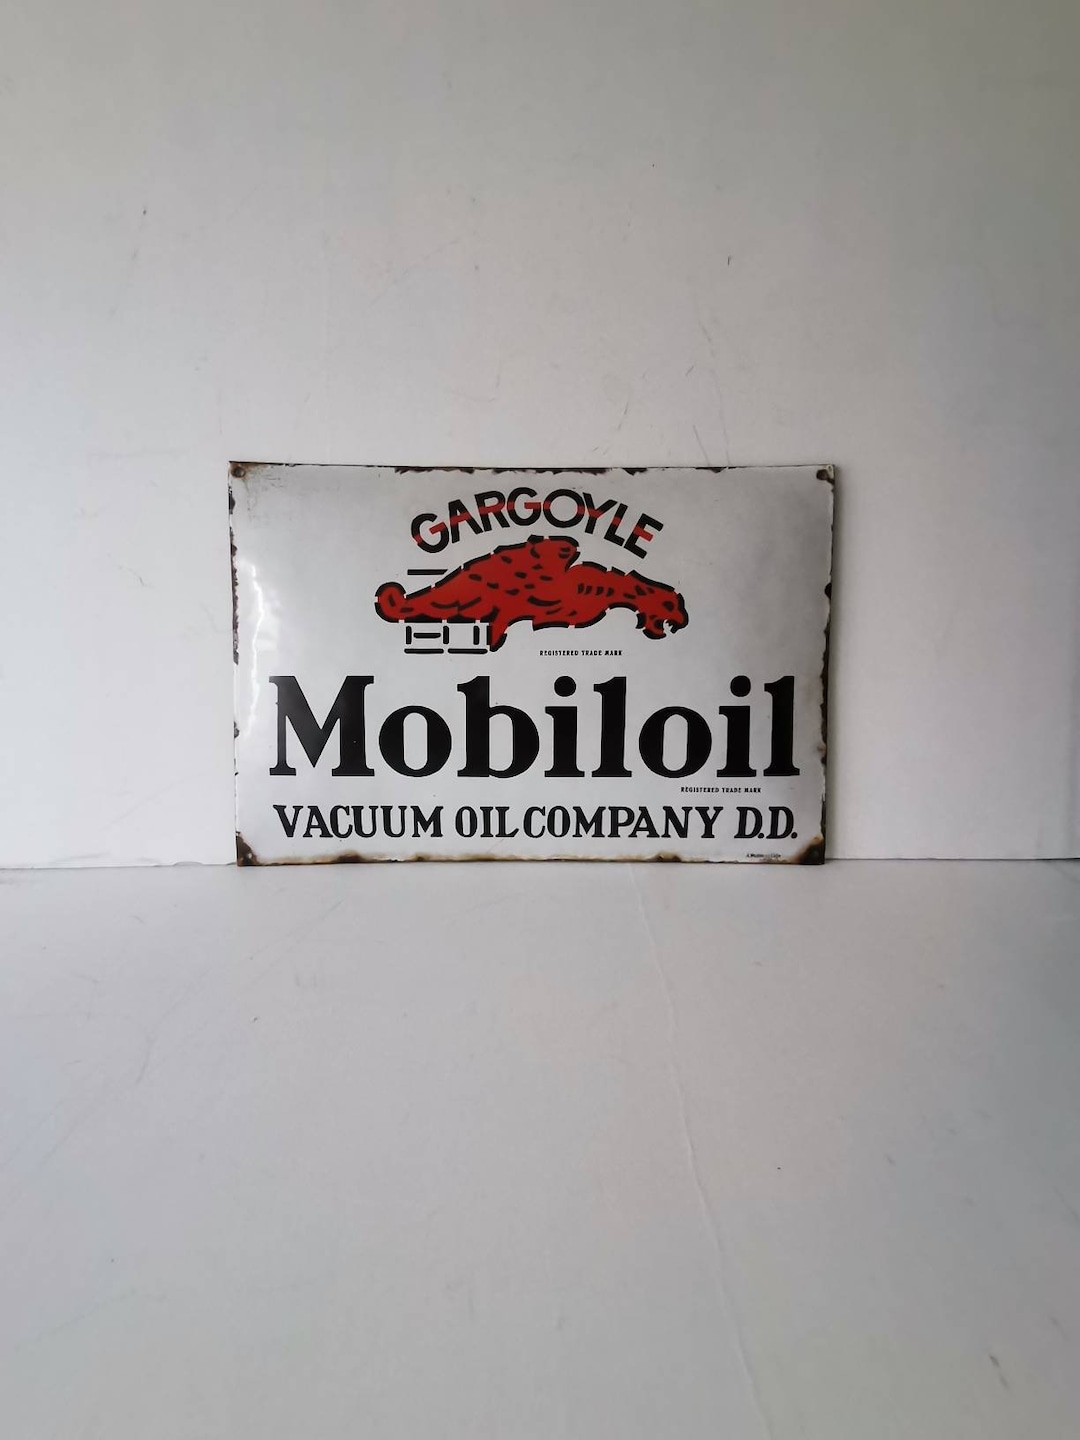 GARGOYLE
REGISTERED TRADE MARK
Mobiloil
REGISTERED TRADE MARK
VACUUM OIL COMPANY D.D.